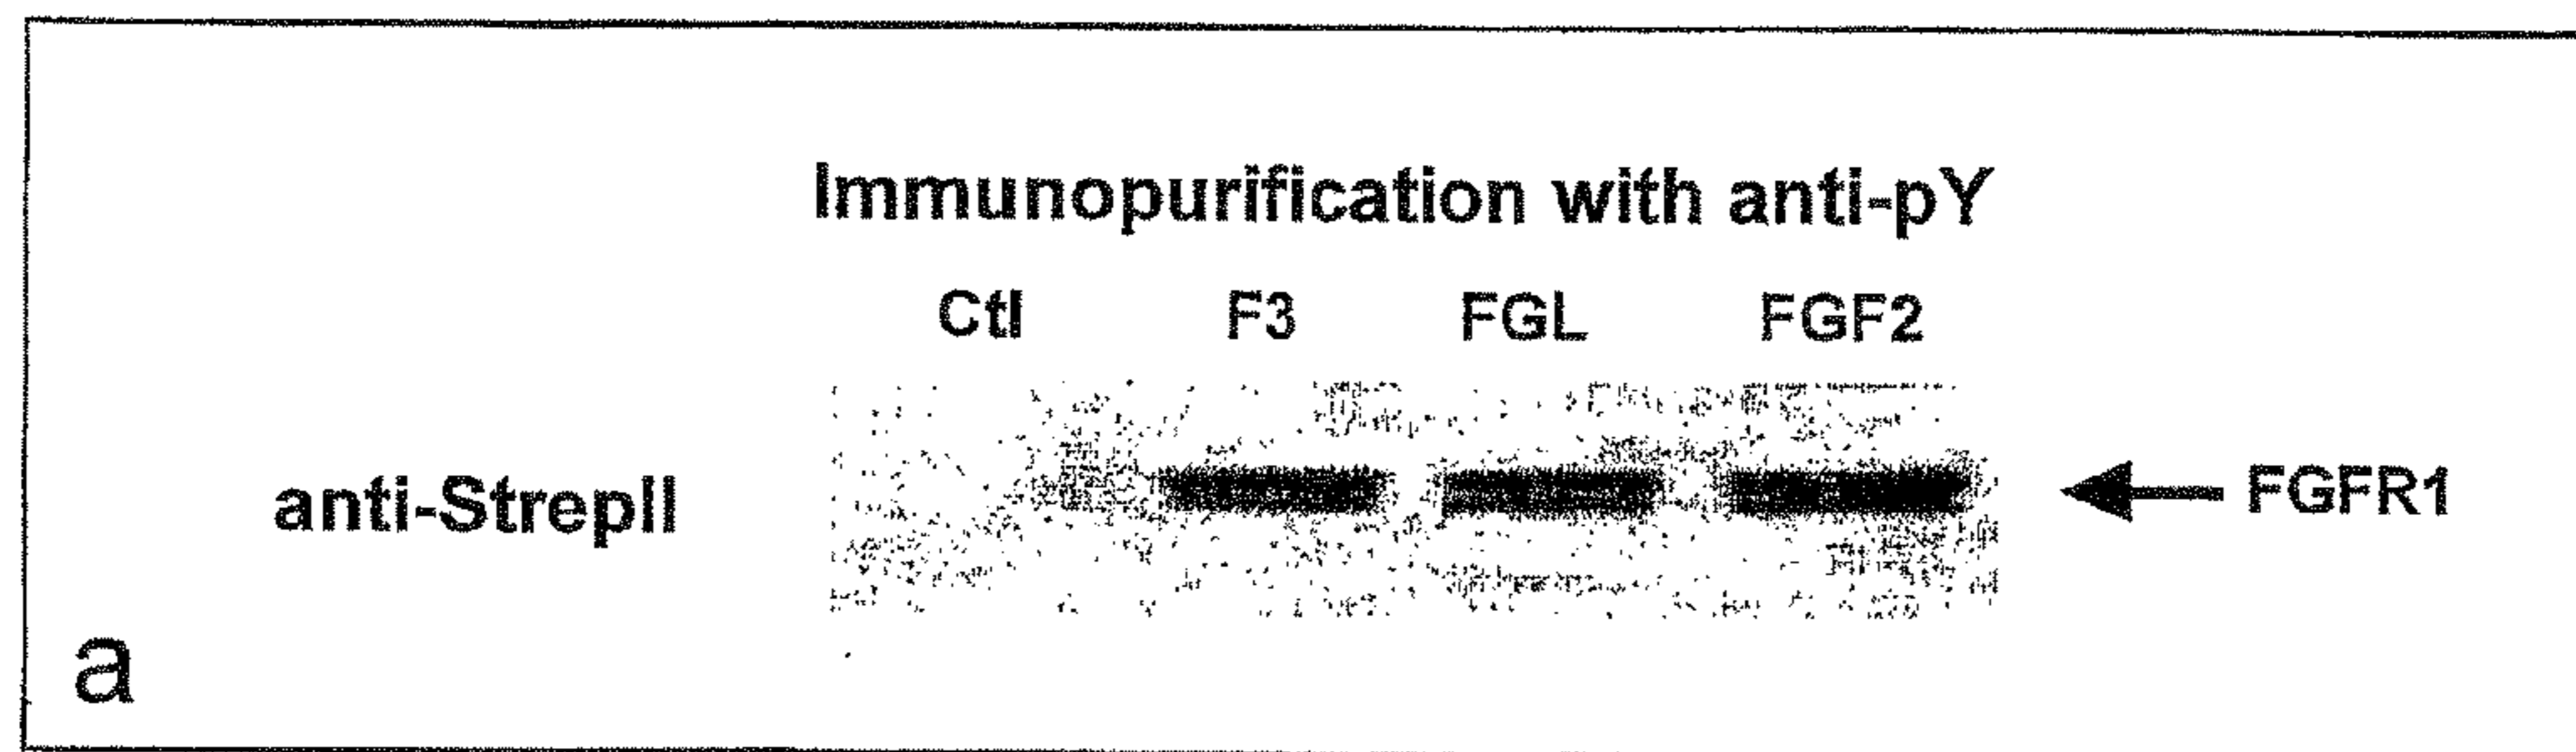 Immunopurification with anti-pY
Ctl F3 FGL FGF2
anti-StrepII FGFR1
a